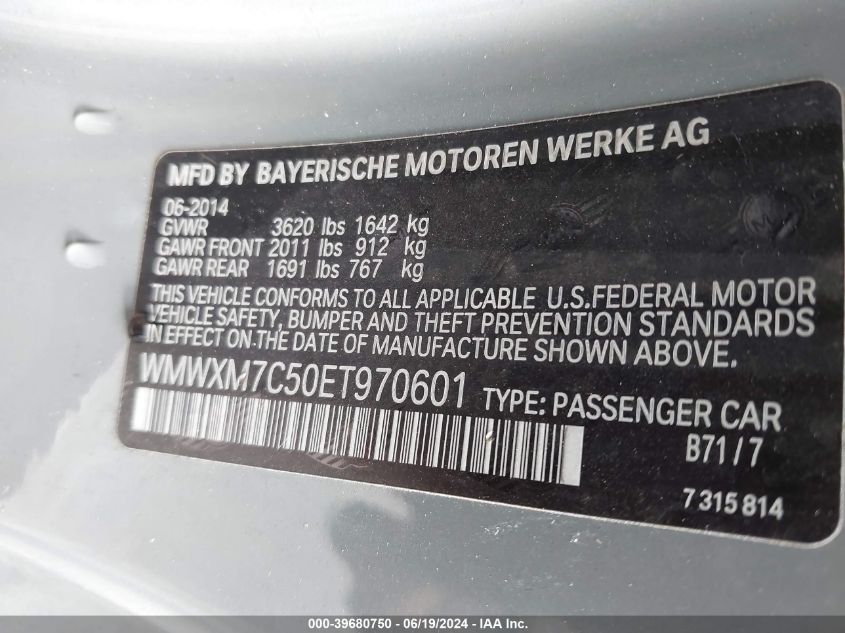 MFD BY BAYERISCHE MOTOREN WERKE AG
06-2014
GVWR 3620 lbs 1642 kg
GAWR FRONT 2011 lbs 912 kg
GAWR REAR 1691 lbs 767 kg
THIS VEHICLE CONFORMS TO ALL APPLICABLE U.S.FEDERAL MOTOR
VEHICLE SAFETY, BUMPER AND THEFT PREVENTION STANDARDS
IN EFFECT ON THE DATE OF MANUFACTURE SHOWN ABOVE.
WMWXM7C50ET970601 TYPE: PASSENGER CAR
B71 / 7
7 315 814
000-39680750 - 06/19/2024 - IAA Inc.